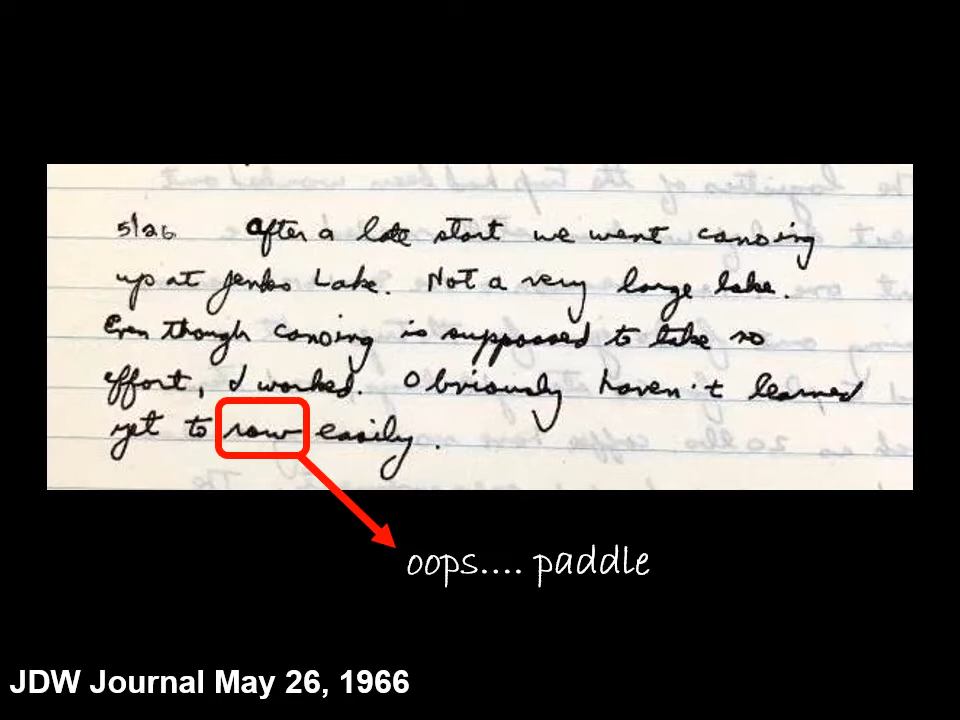 5/26 After a late start we went canoing
up at Jenks Lake. Not a very large lake.
Even though canoing is supposed to take no
effort, I worked. Obviously haven't learned
yet to row easily.
oops.... paddle
JDW Journal May 26, 1966